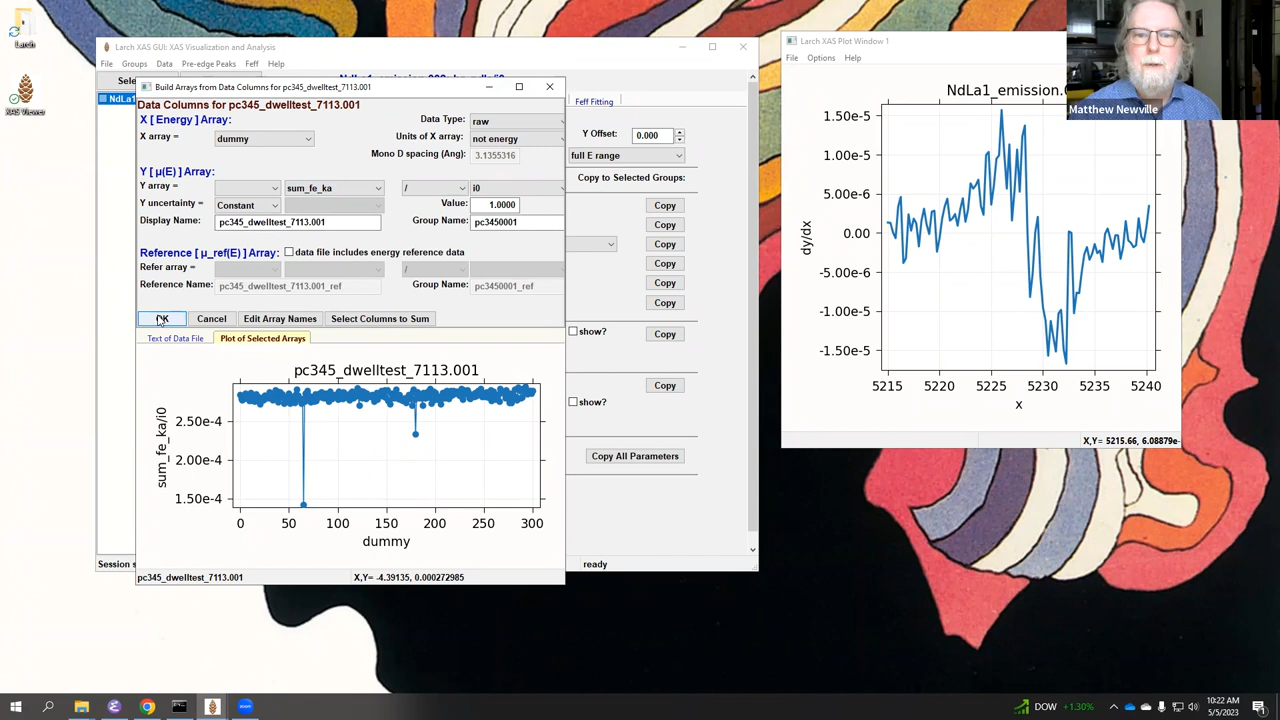 Larch
XAS Viewer
Larch XAS GUI: XAS Visualization and Analysis
File Groups Data Pre-edge Peaks Feff Help
Sele
NdLa1
Build Arrays from Data Columns for pc345_dwelltest_7113.001
Data Columns for pc345_dwelltest_7113.001
X [ Energy ] Array:
Data Type: raw
X array = dummy
Units of X array: not energy
Mono D spacing (Ang): 3.1355316
Y [ μ(E) ] Array:
Y array = sum_fe_ka / i0
Y uncertainty = Constant
Value: 1.0000
Display Name: pc345_dwelltest_7113.001
Group Name: pc3450001
Reference [ μ_ref(E) ] Array: data file includes energy reference data
Refer array = /
Reference Name: pc345_dwelltest_7113.001_ref
Group Name: pc3450001_ref
OK Cancel Edit Array Names Select Columns to Sum
Text of Data File Plot of Selected Arrays
pc345_dwelltest_7113.001
sum_fe_ka/i0
2.50e-4
2.00e-4
1.50e-4
0 50 100 150 200 250 300
dummy
pc345_dwelltest_7113.001 X,Y= -4.39135, 0.000272985
Session s
ready
Feff Fitting
Y Offset: 0.000
full E range
Copy to Selected Groups:
Copy
Copy
Copy
Copy
Copy
Copy
show? Copy
Copy
show?
Copy All Parameters
Larch XAS Plot Window 1
File Options Help
NdLa1_emission.0
dy/dx
1.50e-5
1.00e-5
5.00e-6
0.00
-5.00e-6
-1.00e-5
-1.50e-5
5215 5220 5225 5230 5235 5240
x
X,Y= 5215.66, 6.08879e-
Matthew Newville
DOW +1.30%
10:22 AM
5/5/2023